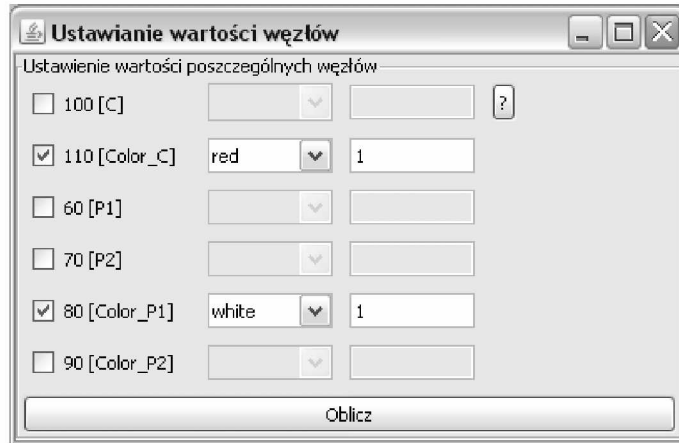 Ustawianie wartości węzłów
Ustawienie wartości poszczególnych węzłów
100 [C] ?
110 [Color_C] red 1
60 [P1]
70 [P2]
80 [Color_P1] white 1
90 [Color_P2]
Oblicz